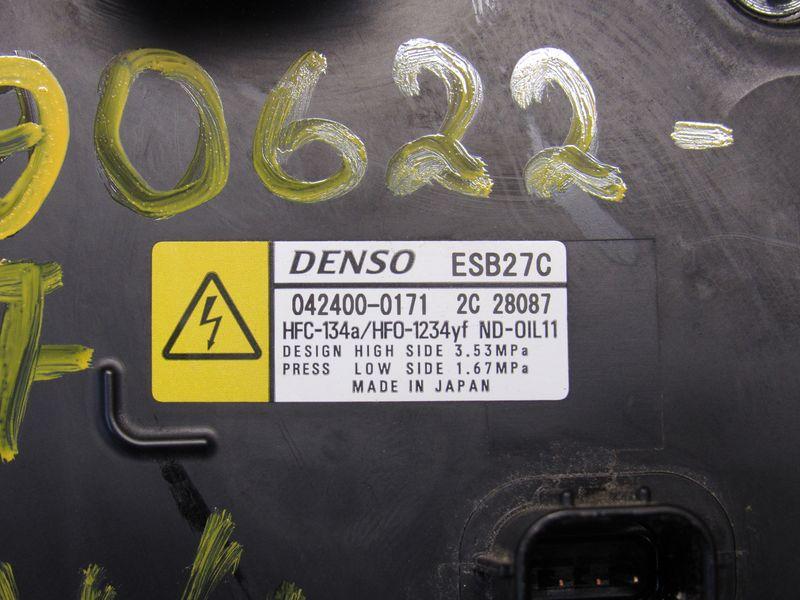 90622-
DENSO ESB27C
042400-0171 2C 28087
HFC-134a/HFO-1234yf ND-OIL11
DESIGN HIGH SIDE 3.53MPa
PRESS LOW SIDE 1.67MPa
MADE IN JAPAN